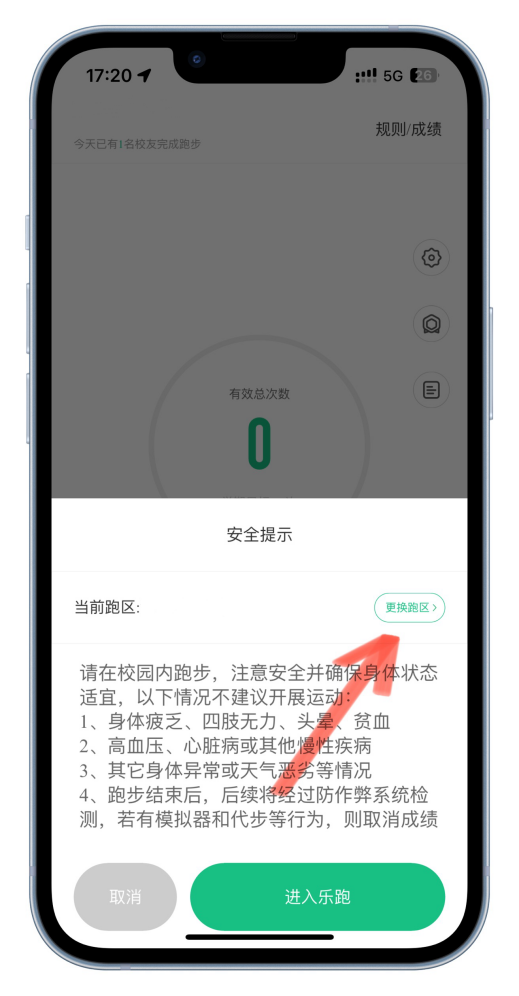 17:20
5G 26
规则/成绩
今天已有1名校友完成跑步
有效总次数
0
安全提示
当前跑区:
更换跑区 >
请在校园内跑步，注意安全并确保身体状态
适宜，以下情况不建议开展运动：
1、身体疲乏、四肢无力、头晕、贫血
2、高血压、心脏病或其他慢性疾病
3、其它身体异常或天气恶劣等情况
4、跑步结束后，后续将经过防作弊系统检
测，若有模拟器和代步等行为，则取消成绩
取消
进入乐跑